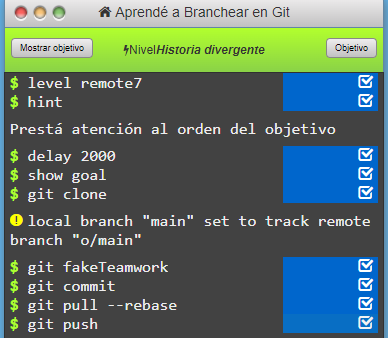 Aprendé a Branchear en Git
Mostrar objetivo
NivelHistoria divergente
Objetivo
$ level remote7
$ hint
Prestá atención al orden del objetivo
$ delay 2000
$ show goal
$ git clone
local branch "main" set to track remote
branch "o/main"
$ git fakeTeamwork
$ git commit
$ git pull --rebase
$ git push